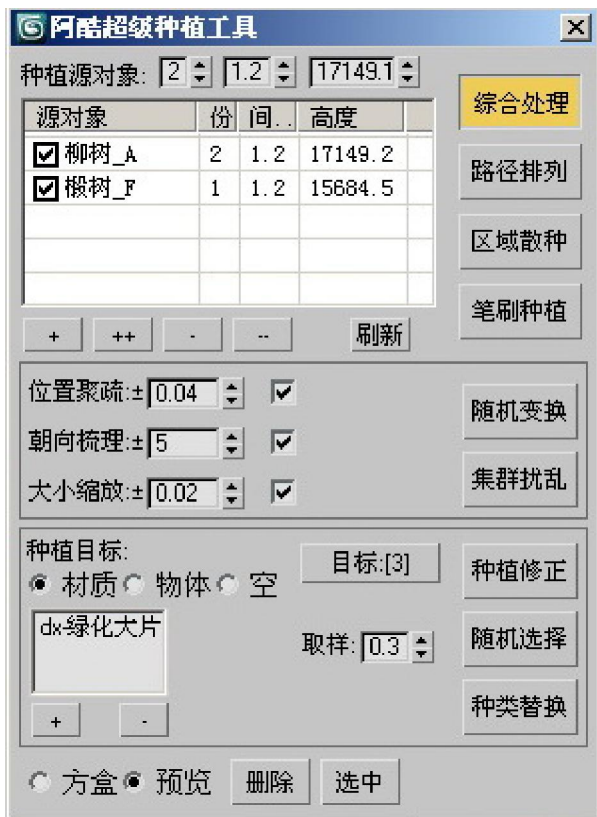 阿酷超级种植工具
种植源对象: 2 1.2 17149.1
综合处理
源对象 份 间.. 高度
柳树_A 2 1.2 17149.2
路径排列
椴树_F 1 1.2 15684.5
区域散种
笔刷种植
+ ++ - -- 刷新
位置聚疏:± 0.04
随机变换
朝向梳理:± 5
集群扰乱
大小缩放:± 0.02
种植目标:
目标:[3]
种植修正
材质 物体 空
dx-绿化大片
取样: 0.3
随机选择
种类替换
+ -
方盒 预览 删除 选中